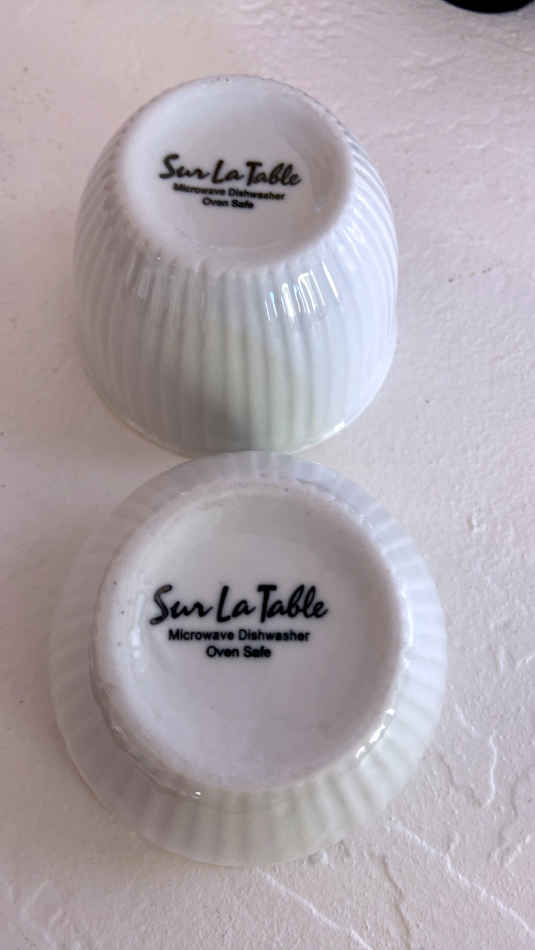 Sur La Table
Microwave Dishwasher
Oven Safe
Sur La Table
Microwave Dishwasher
Oven Safe